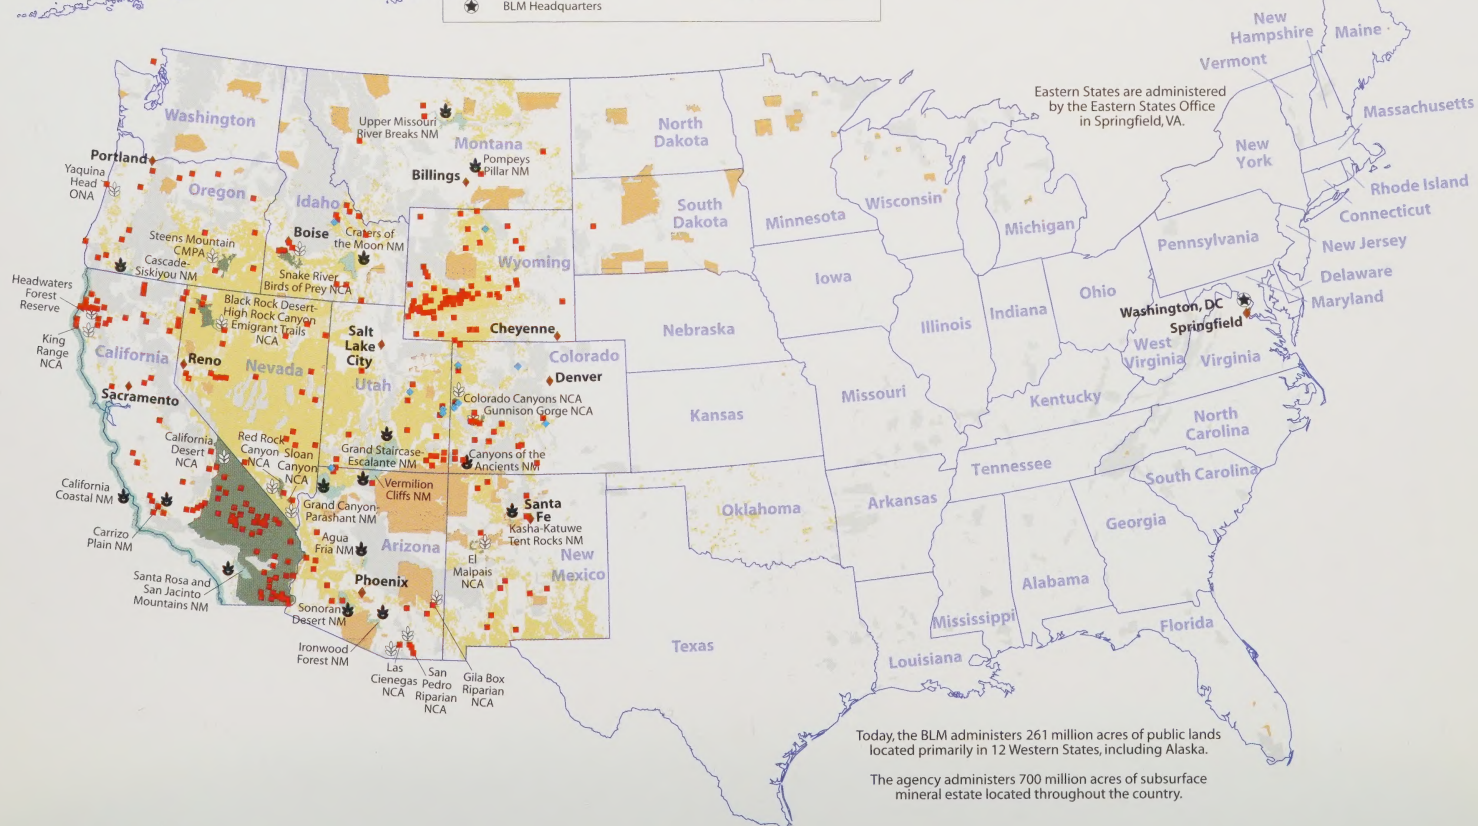 BLM Headquarters
New
Hampshire
Maine
Vermont
Eastern States are administered
by the Eastern States Office
in Springfield, VA.
Massachusetts
Washington
Upper Missouri
River Breaks NM
Montana
North
Dakota
New
York
Portland
Pompeys
Pillar NM
Billings
Yaquina
Head
ONA
Oregon
Idaho
South
Dakota
Minnesota
Wisconsin
Michigan
Rhode Island
Connecticut
Pennsylvania
New Jersey
Steens Mountain
CMPA
Boise
Craters of
the Moon NM
Cascade-
Siskiyou NM
Snake River
Birds of Prey NCA
Wyoming
Iowa
Delaware
Maryland
Headwaters
Forest
Reserve
Black Rock Desert-
High Rock Canyon
Emigrant Trails
NCA
Ohio
Indiana
Illinois
Washington, DC
Springfield
King
Range
NCA
California
Reno
Nevada
Salt
Lake
City
Utah
Cheyenne
Nebraska
Colorado
Denver
West
Virginia
Virginia
Sacramento
Colorado Canyons NCA
Gunnison Gorge NCA
Kansas
Missouri
Kentucky
North
Carolina
California
Desert
NCA
Red Rock
Canyon
NCA
Sloan
Canyon
NCA
Grand Staircase-
Escalante NM
Canyons of the
Ancients NM
Tennessee
South Carolina
California
Coastal NM
Vermilion
Cliffs NM
Grand Canyon-
Parashant NM
Santa
Fe
Kasha-Katuwe
Tent Rocks NM
Oklahoma
Arkansas
Georgia
Carrizo
Plain NM
Agua
Fria NM
Arizona
El
Malpais
NCA
New
Mexico
Alabama
Santa Rosa and
San Jacinto
Mountains NM
Phoenix
Sonoran
Desert NM
Mississippi
Florida
Ironwood
Forest NM
Las
Cienegas
NCA
San
Pedro
Riparian
NCA
Gila Box
Riparian
NCA
Texas
Louisiana
Today, the BLM administers 261 million acres of public lands
located primarily in 12 Western States, including Alaska.
The agency administers 700 million acres of subsurface
mineral estate located throughout the country.